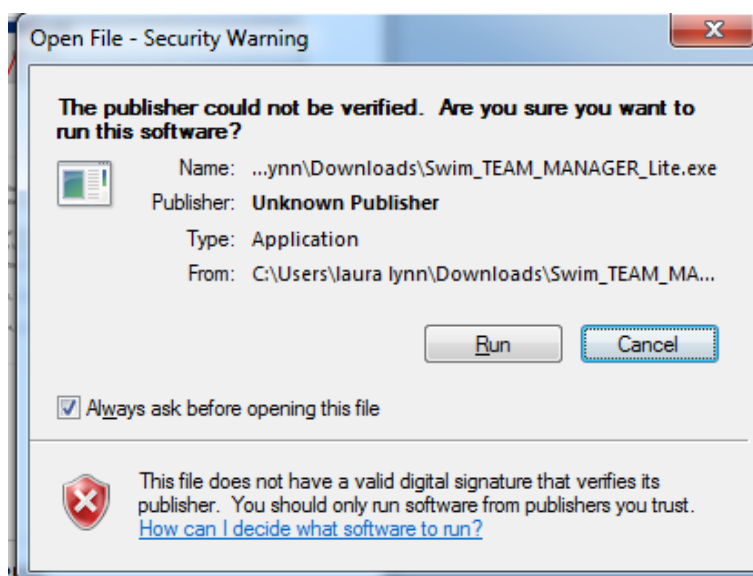 Open File - Security Warning
The publisher could not be verified. Are you sure you want to
run this software?
Name: ...ynn\Downloads\Swim_TEAM_MANAGER_Lite.exe
Publisher: Unknown Publisher
Type: Application
From: C:\Users\laura lynn\Downloads\Swim_TEAM_MA...
Run Cancel
Always ask before opening this file
This file does not have a valid digital signature that verifies its
publisher. You should only run software from publishers you trust.
How can I decide what software to run?